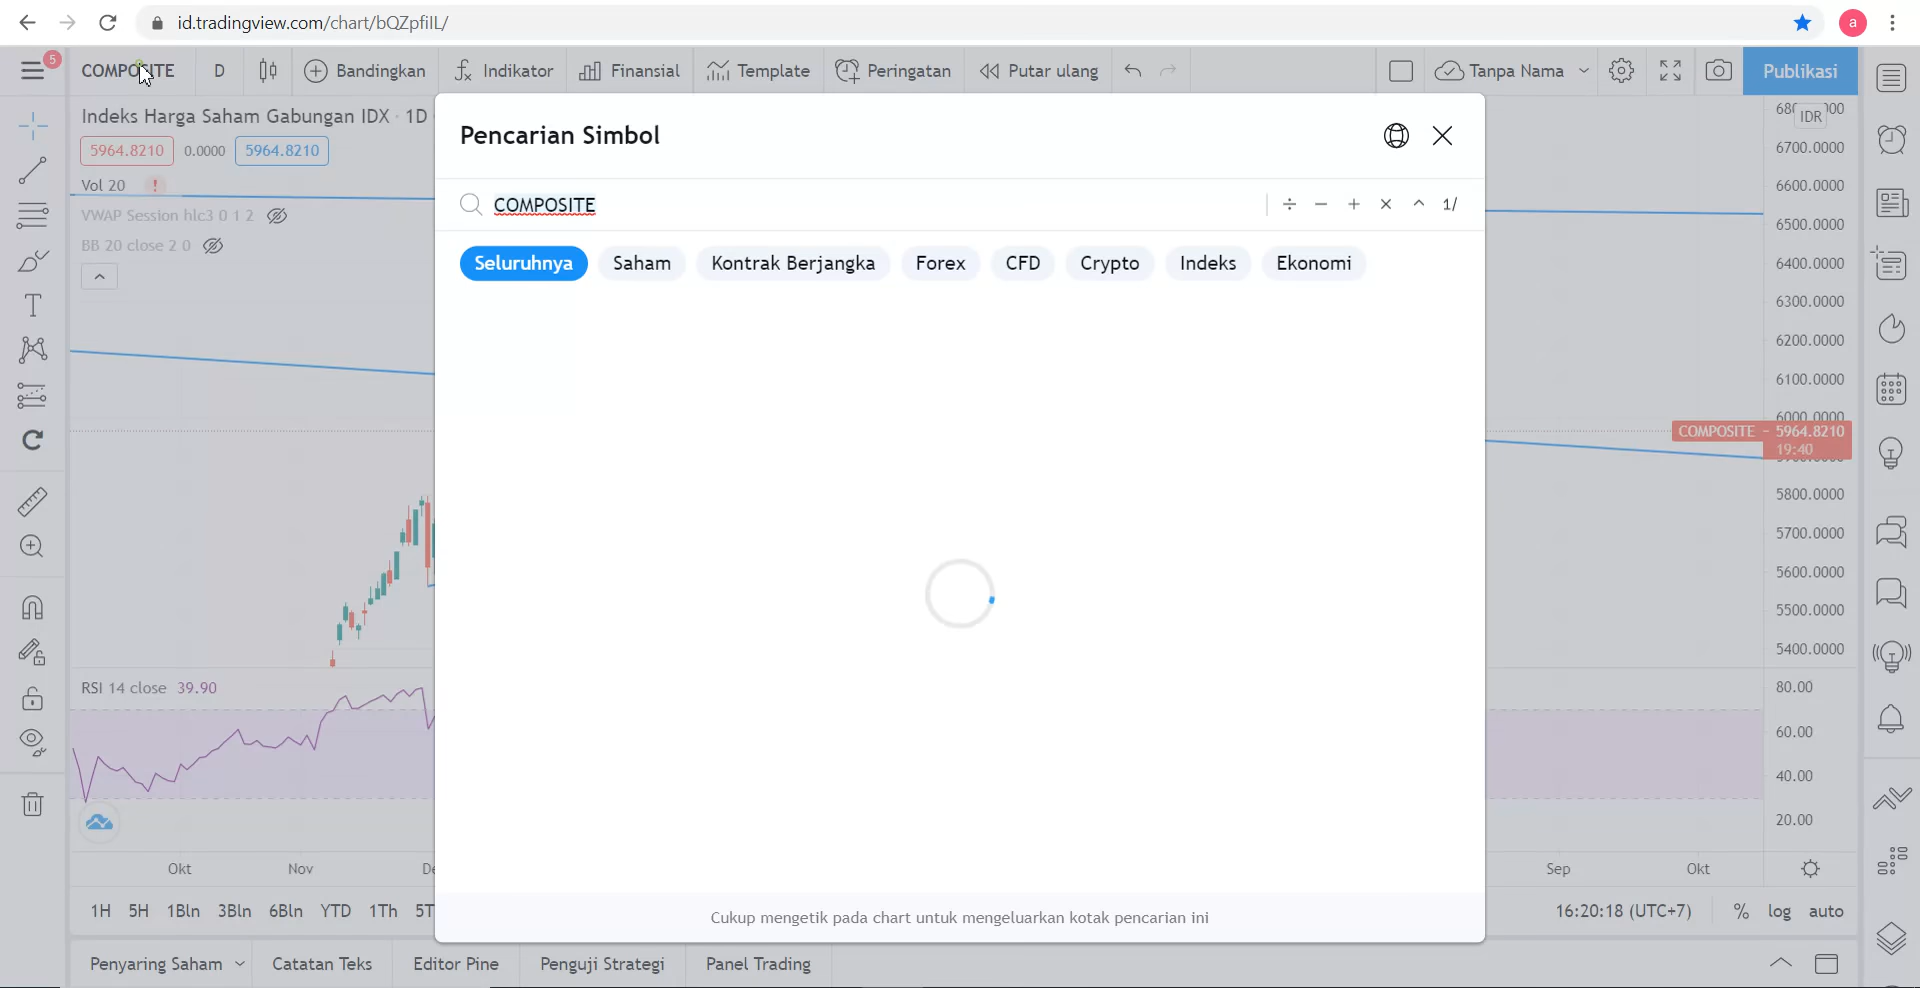 id.tradingview.com/chart/bQZpfilL/
a
5
COMPOSITE
D
Bandingkan
Indikator
Finansial
Template
Peringatan
Putar ulang
Tanpa Nama
Publikasi
Indeks Harga Saham Gabungan IDX · 1D
5964.8210
0.0000
5964.8210
Vol 20
!
VWAP Session hlc3 0 1 2
BB 20 close 2 0
Pencarian Simbol
COMPOSITE
÷ − + × ^ 1/
Seluruhnya
Saham
Kontrak Berjangka
Forex
CFD
Crypto
Indeks
Ekonomi
Cukup mengetik pada chart untuk mengeluarkan kotak pencarian ini
IDR
6700.0000
6600.0000
6500.0000
6400.0000
6300.0000
6200.0000
6100.0000
6000.0000
COMPOSITE
5964.8210
19:40
5800.0000
5700.0000
5600.0000
5500.0000
5400.0000
RSI 14 close 39.90
80.00
60.00
40.00
20.00
Okt
Nov
Sep
Okt
1H
5H
1Bln
3Bln
6Bln
YTD
1Th
16:20:18 (UTC+7)
%
log
auto
Penyaring Saham
Catatan Teks
Editor Pine
Penguji Strategi
Panel Trading